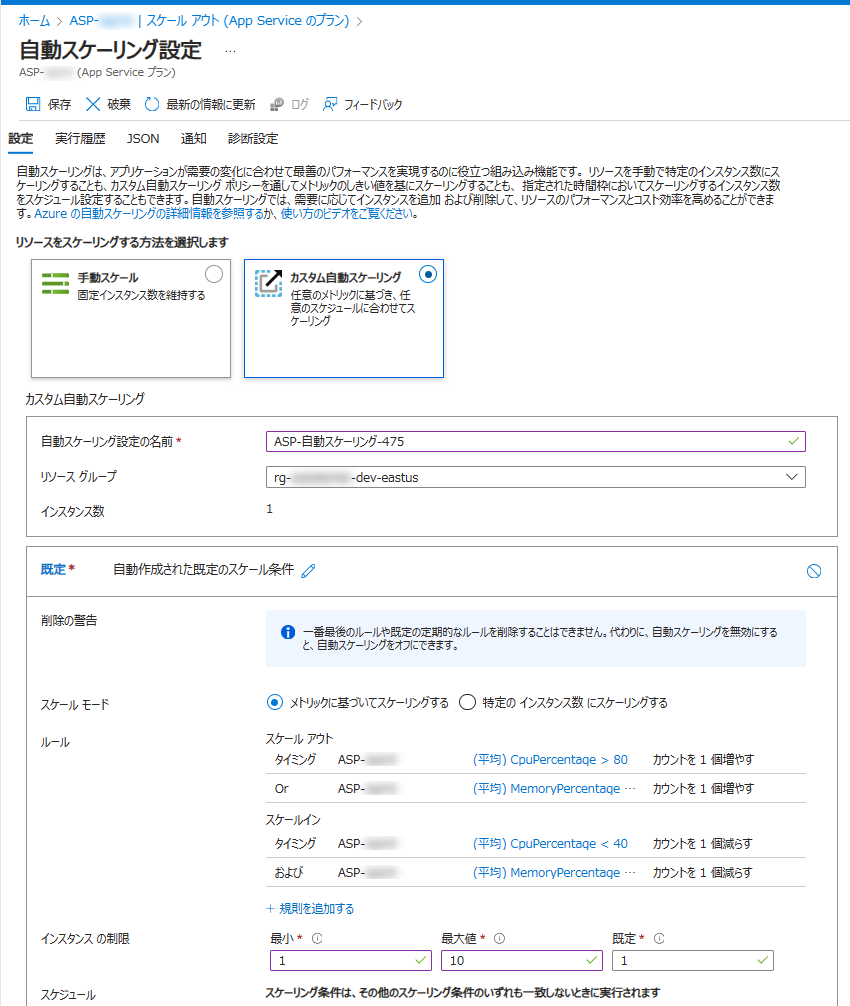 ホーム > ASP- | スケール アウト (App Service のプラン) >
自動スケーリング設定 …
ASP- (App Service プラン)
保存 破棄 最新の情報に更新 ログ フィードバック
設定 実行履歴 JSON 通知 診断設定
自動スケーリングは、アプリケーションが需要の変化に合わせて最善のパフォーマンスを実現するのに役立つ組み込み機能です。リソースを手動で特定のインスタンス数にス
ケーリングすることも、カスタム自動スケーリング ポリシーを通してメトリックのしきい値を基にスケーリングすることも、指定された時間枠においてスケーリングするインスタンス数
をスケジュール設定することもできます。自動スケーリングでは、需要に応じてインスタンスを追加 および削除して、リソースのパフォーマンスとコスト効率を高めることができま
す。Azure の自動スケーリングの詳細情報を参照するか、使い方のビデオをご覧ください。
リソースをスケーリングする方法を選択します
手動スケール
固定インスタンス数を維持する
カスタム自動スケーリング
任意のメトリックに基づき、任
意のスケジュールに合わせてス
ケーリング
カスタム自動スケーリング
自動スケーリング設定の名前 * ASP-自動スケーリング-475
リソース グループ rg- -dev-eastus
インスタンス数 1
既定 * 自動作成された既定のスケール条件
削除の警告
一番最後のルールや既定の定期的なルールを削除することはできません。代わりに、自動スケーリングを無効にする
と、自動スケーリングをオフにできます。
スケール モード メトリックに基づいてスケーリングする 特定の インスタンス数 にスケーリングする
ルール
スケール アウト
タイミング ASP- (平均) CpuPercentage > 80 カウントを 1 個増やす
Or ASP- (平均) MemoryPercentage … カウントを 1 個増やす
スケールイン
タイミング ASP- (平均) CpuPercentage < 40 カウントを 1 個減らす
および ASP- (平均) MemoryPercentage … カウントを 1 個減らす
+ 規則を追加する
インスタンス の制限 最小 * 最大値 * 既定 *
1 10 1
スケジュール スケーリング条件は、その他のスケーリング条件のいずれも一致しないときに実行されます